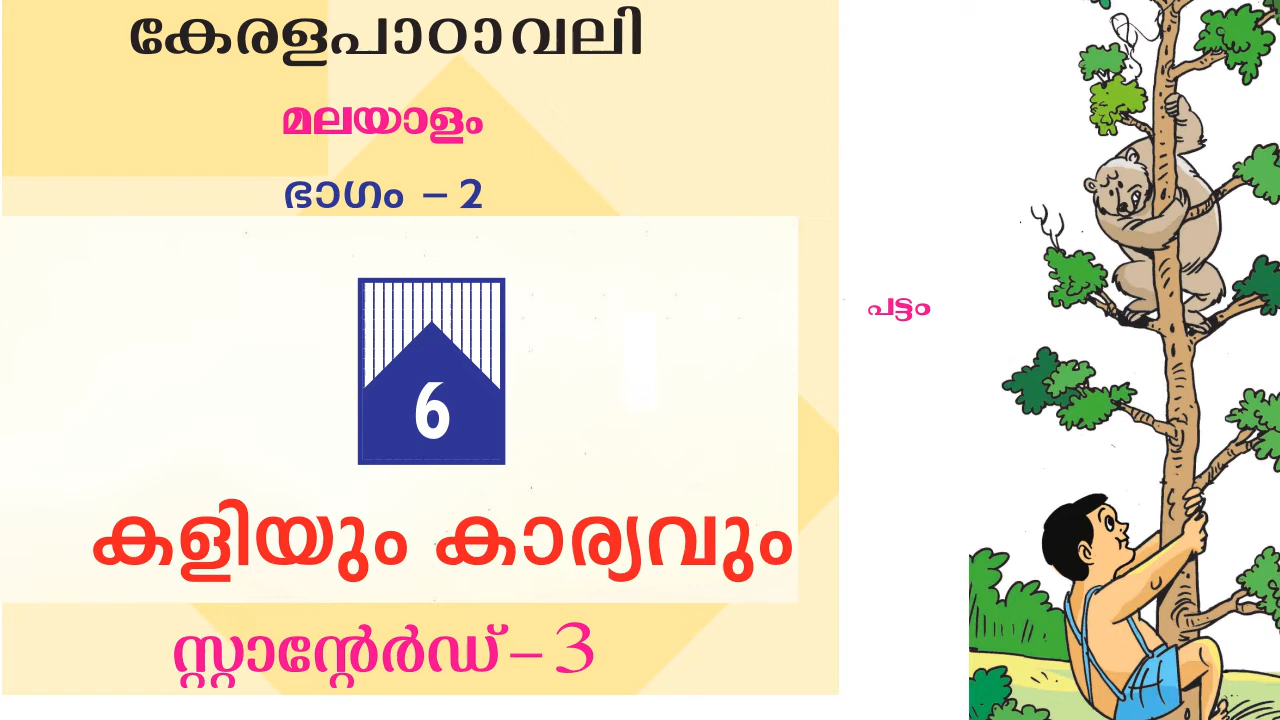 കേരളപാഠാവലി
മലയാളം
ഭാഗം – 2
6
കളിയും കാര്യവും
സ്റ്റാന്റേർഡ്-3
പട്ടം